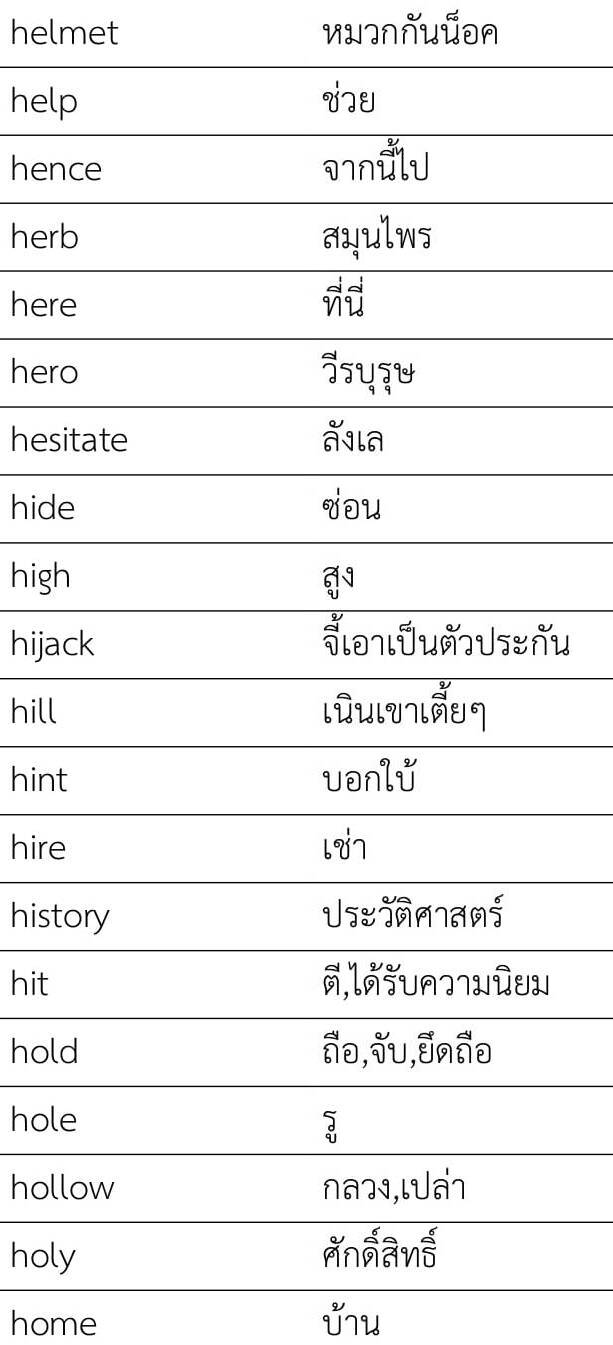 helmet หมวกกันน็อค
help ช่วย
hence จากนี้ไป
herb สมุนไพร
here ที่นี่
hero วีรบุรุษ
hesitate ลังเล
hide ซ่อน
high สูง
hijack จี้เอาเป็นตัวประกัน
hill เนินเขาเตี้ยๆ
hint บอกใบ้
hire เช่า
history ประวัติศาสตร์
hit ตี,ได้รับความนิยม
hold ถือ,จับ,ยึดถือ
hole รู
hollow กลวง,เปล่า
holy ศักดิ์สิทธิ์
home บ้าน